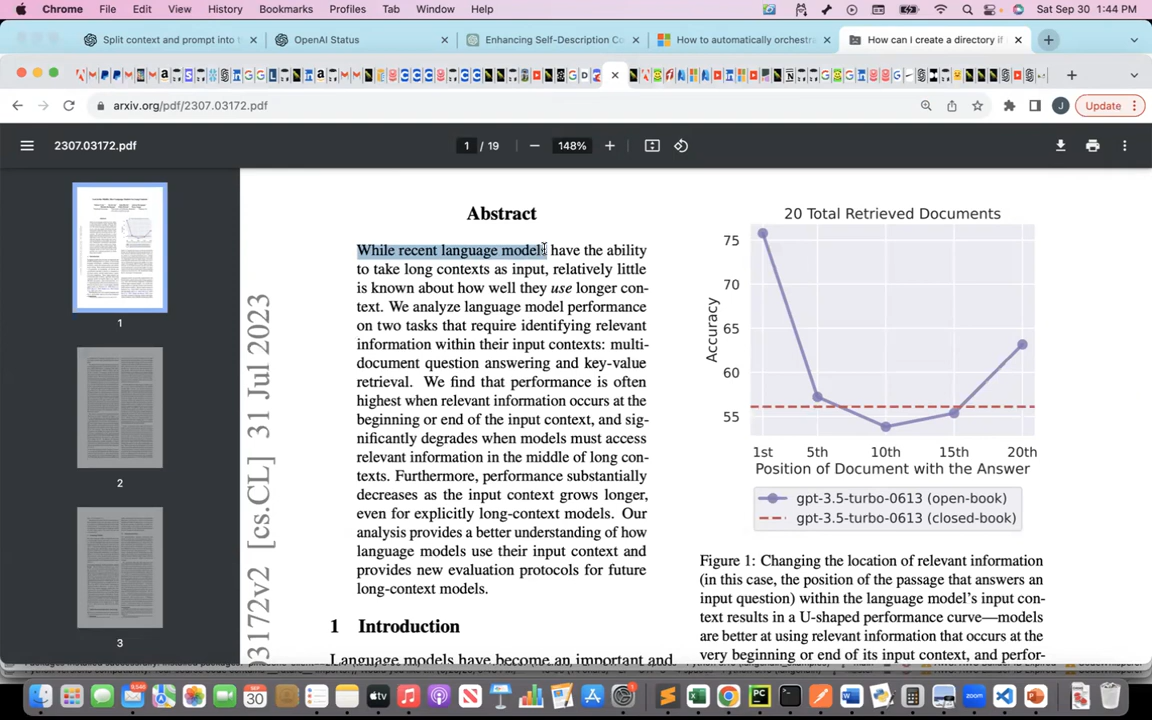 Chrome File Edit View History Bookmarks Profiles Tab Window Help Sat Sep 30 1:44 PM
Split context and prompt into t OpenAI Status Enhancing Self-Description Co How to automatically orchestra How can I create a directory if
arxiv.org/pdf/2307.03172.pdf J Update
2307.03172.pdf 1 / 19 148%
1
2
3
3172v2 [cs.CL] 31 Jul 2023
Abstract
While recent language models have the ability
to take long contexts as input, relatively little
is known about how well they use longer con-
text. We analyze language model performance
on two tasks that require identifying relevant
information within their input contexts: multi-
document question answering and key-value
retrieval. We find that performance is often
highest when relevant information occurs at the
beginning or end of the input context, and sig-
nificantly degrades when models must access
relevant information in the middle of long con-
texts. Furthermore, performance substantially
decreases as the input context grows longer,
even for explicitly long-context models. Our
analysis provides a better understanding of how
language models use their input context and
provides new evaluation protocols for future
long-context models.
1 Introduction
Language models have become an important and
20 Total Retrieved Documents
75
70
65
60
55
Accuracy
1st 5th 10th 15th 20th
Position of Document with the Answer
gpt-3.5-turbo-0613 (open-book)
gpt-3.5-turbo-0613 (closed-book)
Figure 1: Changing the location of relevant information
(in this case, the position of the passage that answers an
input question) within the language model's input con-
text results in a U-shaped performance curve—models
are better at using relevant information that occurs at the
very beginning or end of its input context, and perfor-
SEP
30
PC
zoom